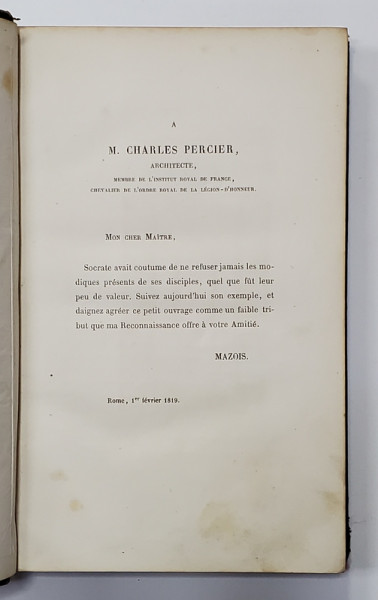 A
M. CHARLES PERCIER,
ARCHITECTE,
MEMBRE DE L'INSTITUT ROYAL DE FRANCE,
CHEVALIER DE L'ORDRE ROYAL DE LA LÉGION-D'HONNEUR.
MON CHER MAÎTRE,
Socrate avait coutume de ne refuser jamais les mo-
diques présents de ses disciples, quel que fût leur
peu de valeur. Suivez aujourd'hui son exemple, et
daignez agréer ce petit ouvrage comme un faible tri-
but que ma Reconnaissance offre à votre Amitié.
MAZOIS.
Rome, 1er février 1819.